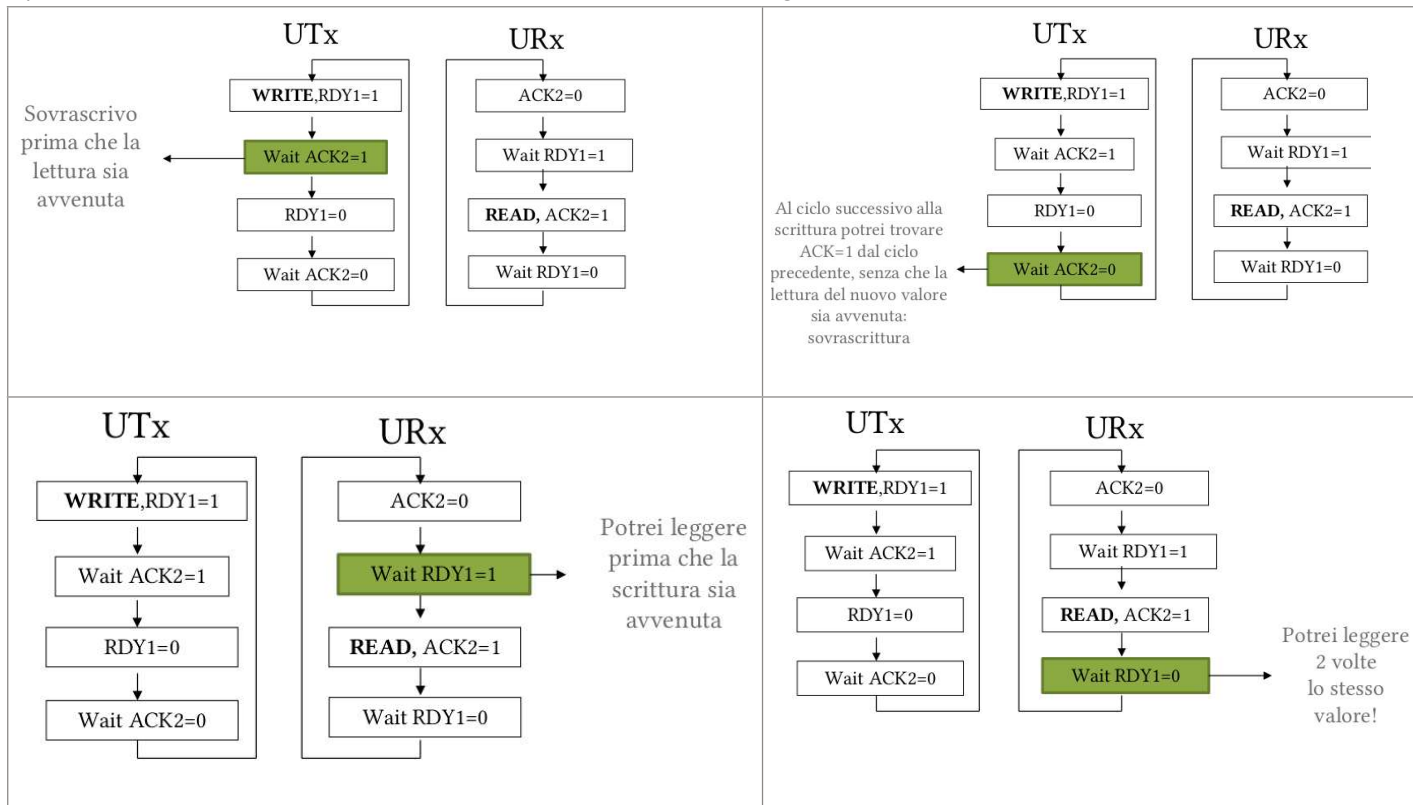 UTx
URx
WRITE,RDY1=1
ACK2=0
Sovrascrivo
prima che la
lettura sia
avvenuta
Wait ACK2=1
Wait RDY1=1
RDY1=0
READ, ACK2=1
Wait ACK2=0
Wait RDY1=0
UTx
URx
WRITE,RDY1=1
ACK2=0
Wait ACK2=1
Wait RDY1=1
RDY1=0
READ, ACK2=1
Al ciclo successivo alla
scrittura potrei trovare
ACK=1 dal ciclo
precedente, senza che la
lettura del nuovo valore
sia avvenuta:
sovrascrittura
Wait ACK2=0
Wait RDY1=0
UTx
URx
WRITE,RDY1=1
ACK2=0
Wait ACK2=1
Wait RDY1=1
Potrei leggere
prima che la
scrittura sia
avvenuta
RDY1=0
READ, ACK2=1
Wait ACK2=0
Wait RDY1=0
UTx
URx
WRITE,RDY1=1
ACK2=0
Wait ACK2=1
Wait RDY1=1
RDY1=0
READ, ACK2=1
Wait ACK2=0
Wait RDY1=0
Potrei leggere
2 volte
lo stesso
valore!